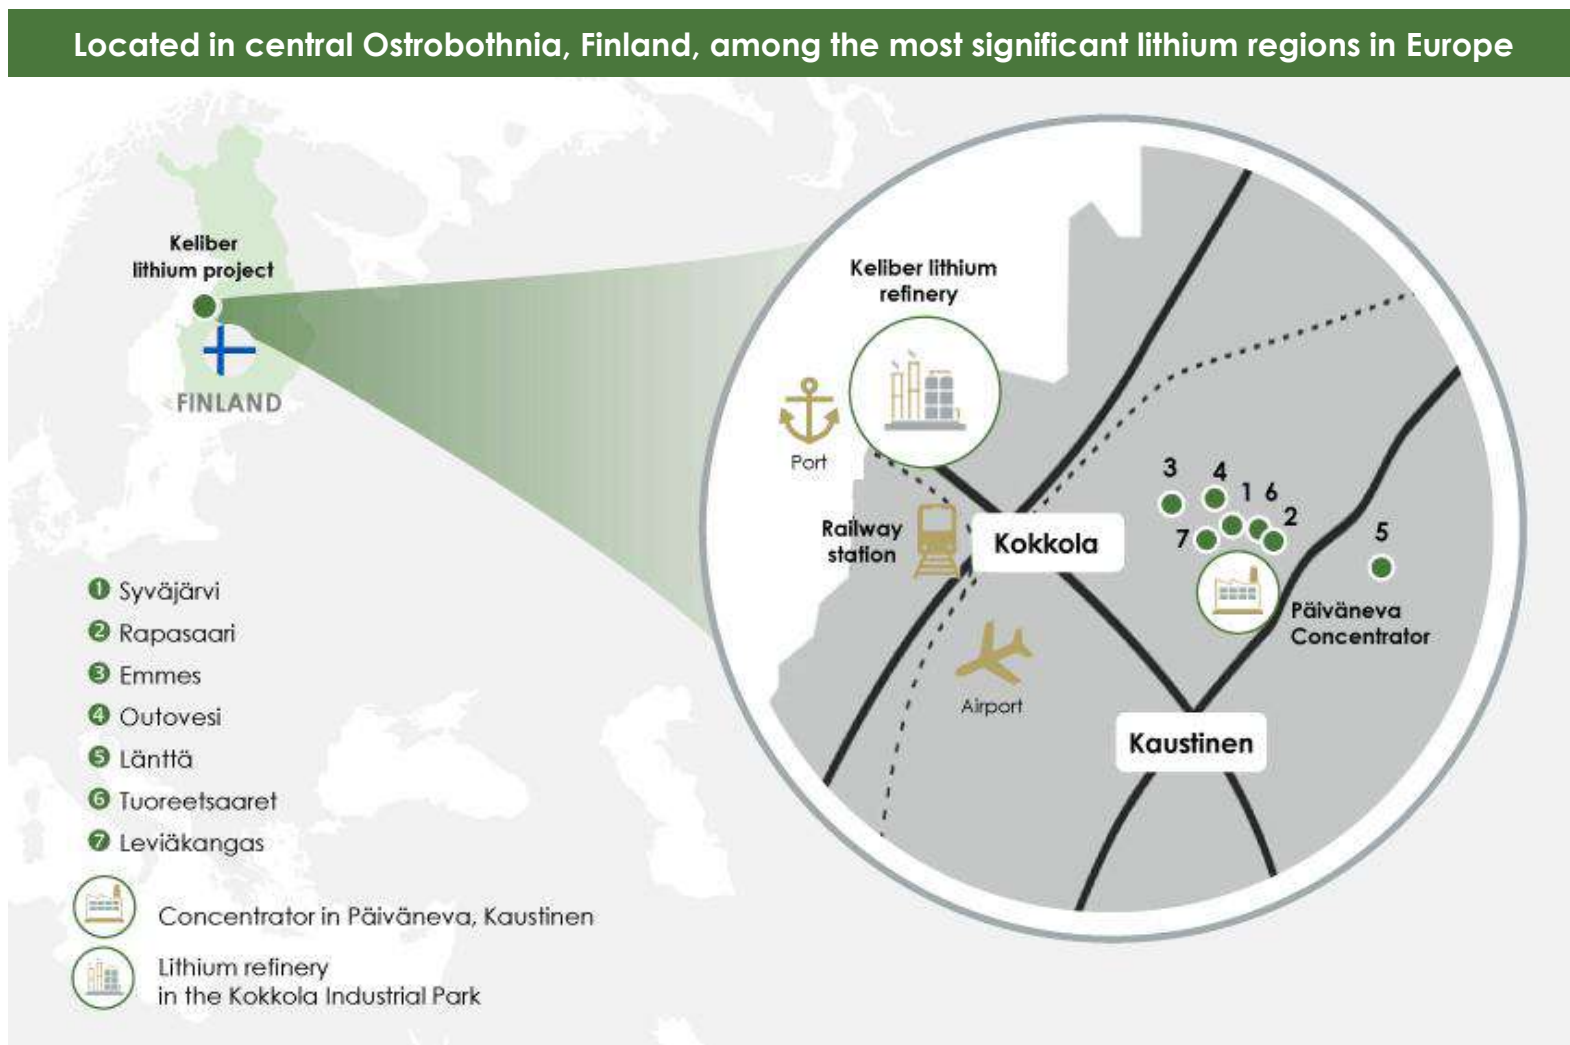 Located in central Ostrobothnia, Finland, among the most significant lithium regions in Europe
Keliber
lithium project
FINLAND
Keliber lithium
refinery
Port
Railway
station
Kokkola
Airport
3
4
1 6
2
7
5
Päiväneva
Concentrator
Kaustinen
1 Syväjärvi
2 Rapasaari
3 Emmes
4 Outovesi
5 Länttä
6 Tuoreetsaaret
7 Leviäkangas
Concentrator in Päiväneva, Kaustinen
Lithium refinery
in the Kokkola Industrial Park